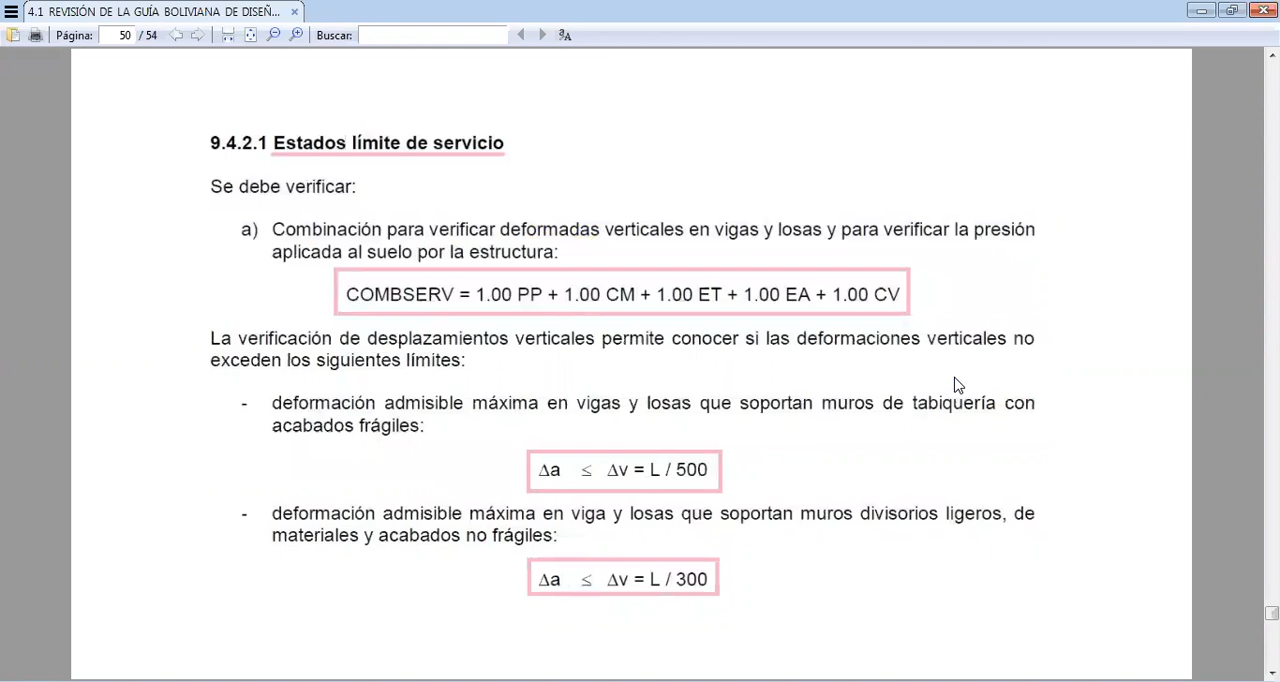 4.1 REVISIÓN DE LA GUÍA BOLIVIANA DE DISEÑ...
Página: 50 / 54 Buscar:
9.4.2.1 Estados límite de servicio
Se debe verificar:
a) Combinación para verificar deformadas verticales en vigas y losas y para verificar la presión
aplicada al suelo por la estructura:
COMBSERV = 1.00 PP + 1.00 CM + 1.00 ET + 1.00 EA + 1.00 CV
La verificación de desplazamientos verticales permite conocer si las deformaciones verticales no
exceden los siguientes límites:
- deformación admisible máxima en vigas y losas que soportan muros de tabiquería con
acabados frágiles:
Δa ≤ Δv = L / 500
- deformación admisible máxima en viga y losas que soportan muros divisorios ligeros, de
materiales y acabados no frágiles:
Δa ≤ Δv = L / 300